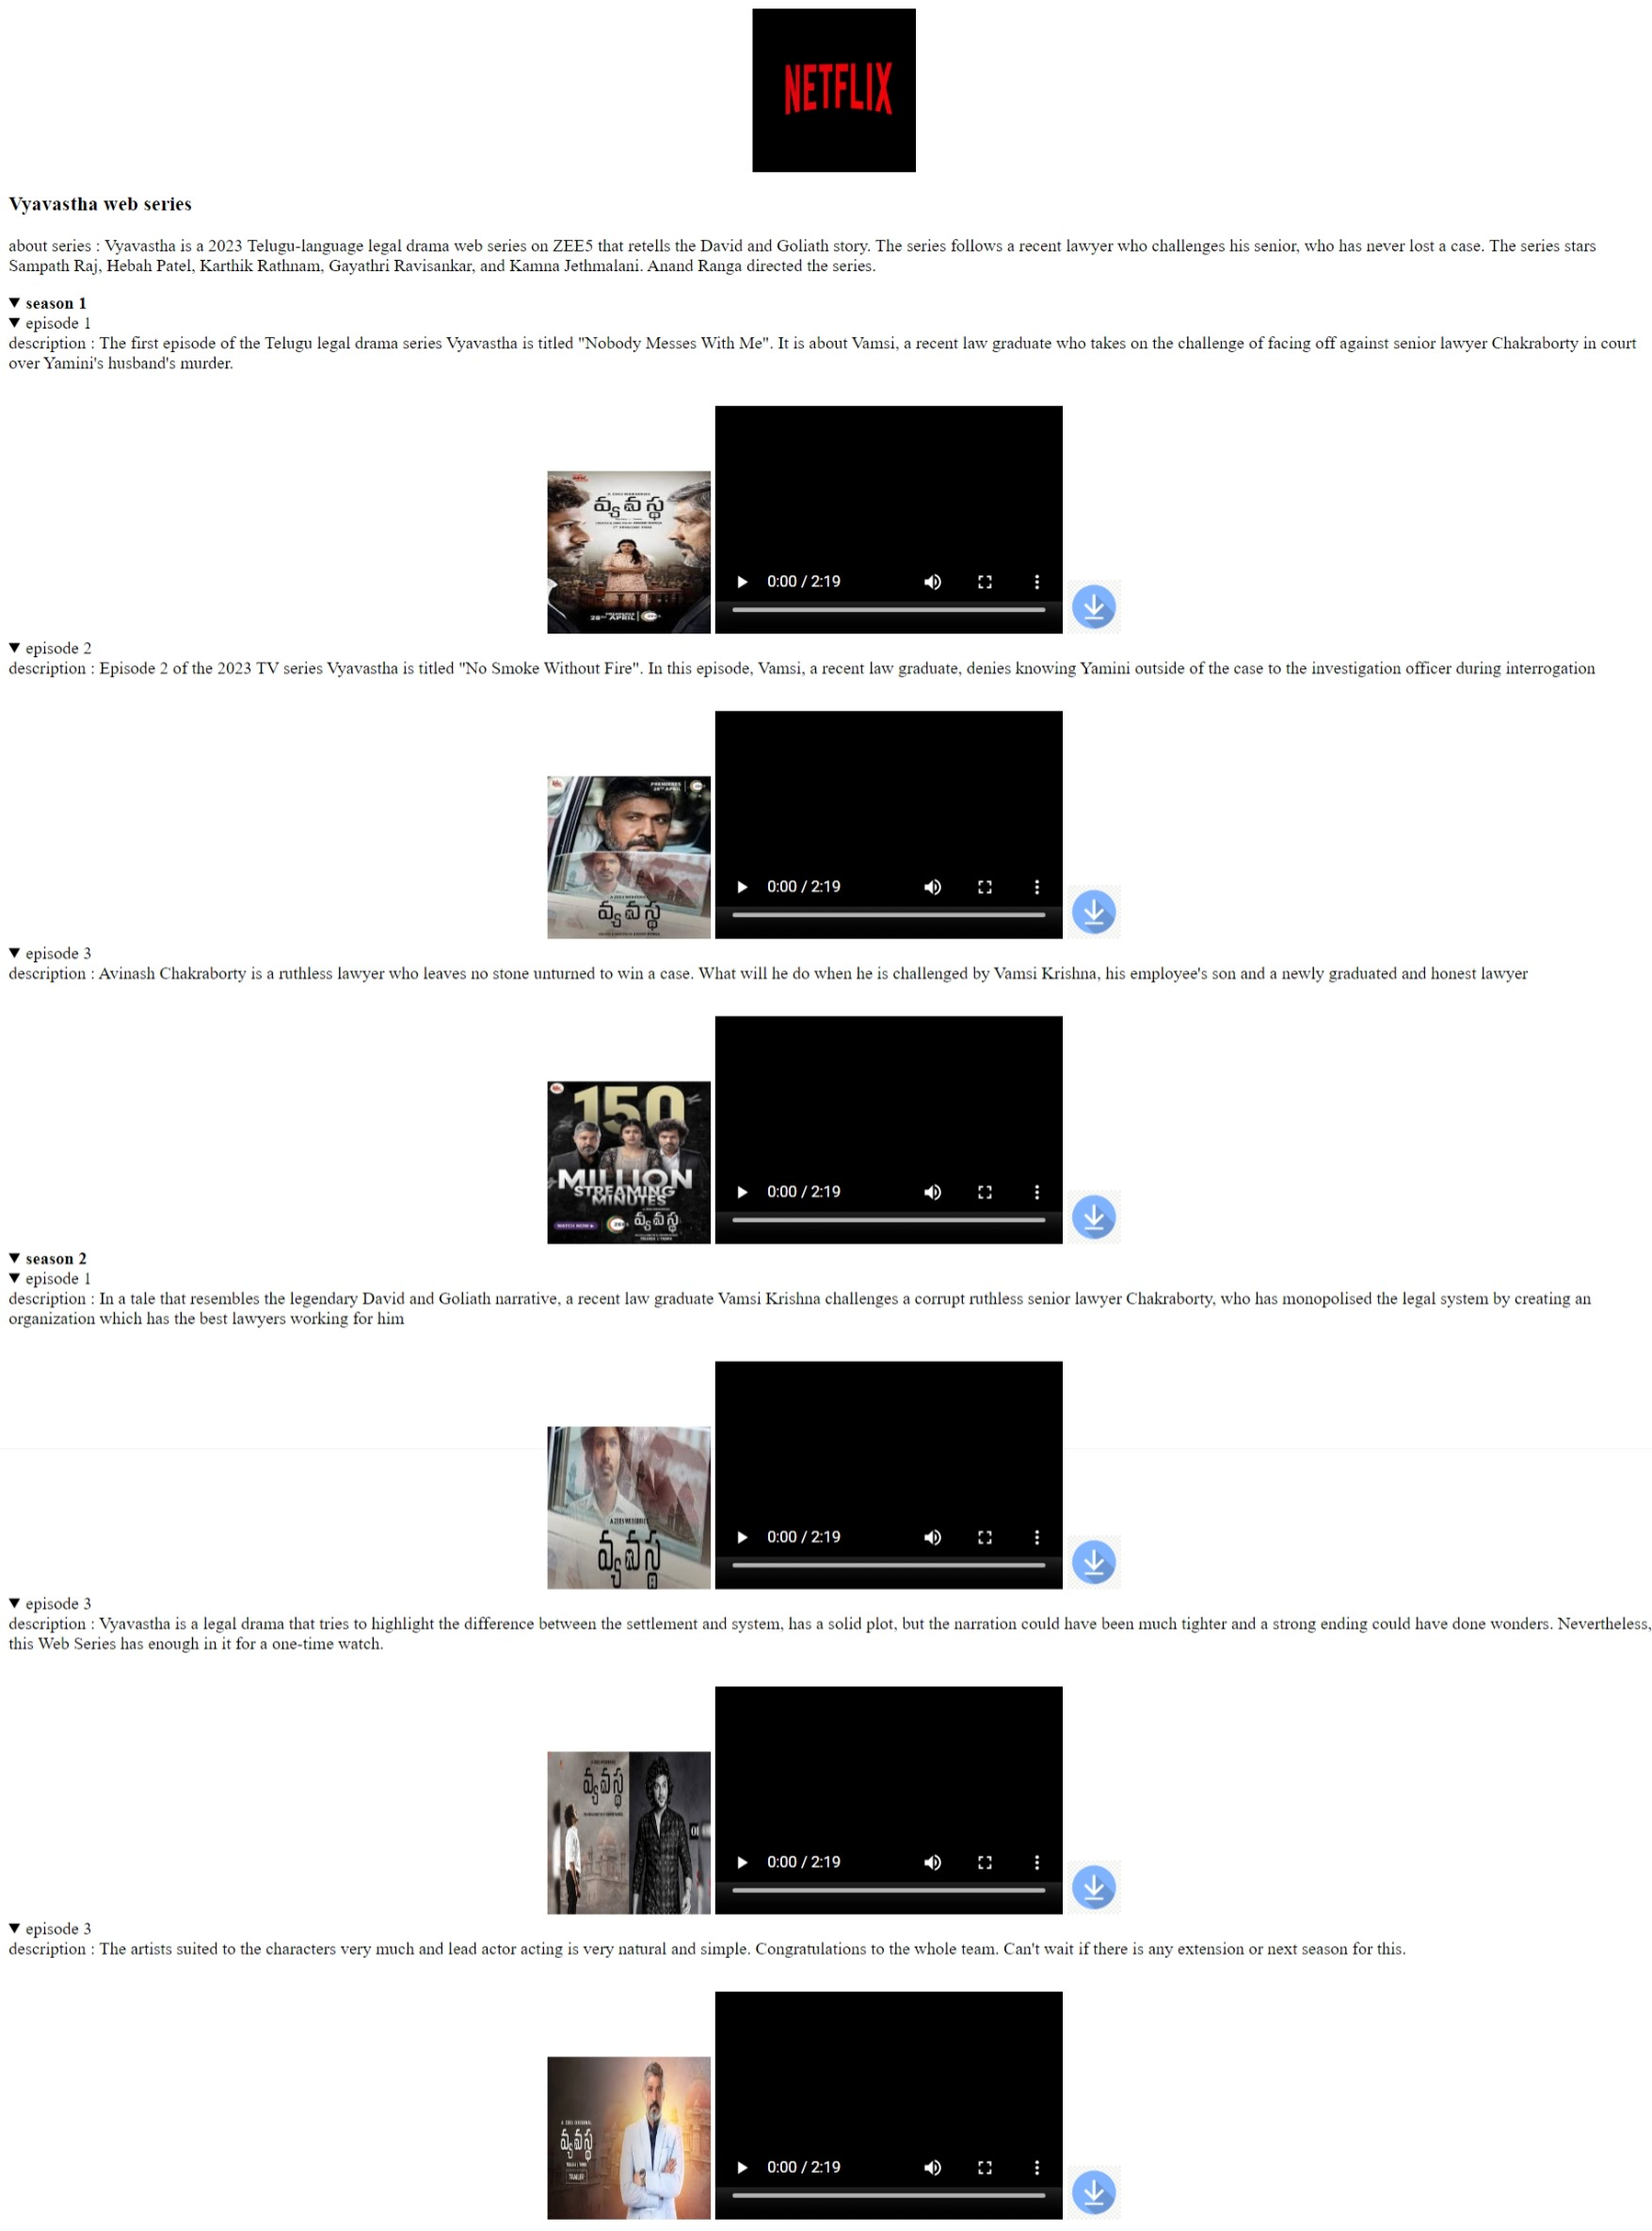 NETFLIX
Vyavastha web series
about series : Vyavastha is a 2023 Telugu-language legal drama web series on ZEE5 that retells the David and Goliath story. The series follows a recent lawyer who challenges his senior, who has never lost a case. The series stars
Sampath Raj, Hebah Patel, Karthik Rathnam, Gayathri Ravisankar, and Kamna Jethmalani. Anand Ranga directed the series.
▼ season 1
▼ episode 1
description : The first episode of the Telugu legal drama series Vyavastha is titled "Nobody Messes With Me". It is about Vamsi, a recent law graduate who takes on the challenge of facing off against senior lawyer Chakraborty in court
over Yamini's husband's murder.
వ్యవస్థ
28TH APRIL
0:00 / 2:19
▼ episode 2
description : Episode 2 of the 2023 TV series Vyavastha is titled "No Smoke Without Fire". In this episode, Vamsi, a recent law graduate, denies knowing Yamini outside of the case to the investigation officer during interrogation
PREMIERES
28TH APRIL
వ్యవస్థ
0:00 / 2:19
▼ episode 3
description : Avinash Chakraborty is a ruthless lawyer who leaves no stone unturned to win a case. What will he do when he is challenged by Vamsi Krishna, his employee's son and a newly graduated and honest lawyer
150
MILLION
STREAMING
MINUTES
WATCH NOW
వ్యవస్థ
0:00 / 2:19
▼ season 2
▼ episode 1
description : In a tale that resembles the legendary David and Goliath narrative, a recent law graduate Vamsi Krishna challenges a corrupt ruthless senior lawyer Chakraborty, who has monopolised the legal system by creating an
organization which has the best lawyers working for him
A ZEE5 WEBSERIES
వ్యవస్థ
0:00 / 2:19
▼ episode 3
description : Vyavastha is a legal drama that tries to highlight the difference between the settlement and system, has a solid plot, but the narration could have been much tighter and a strong ending could have done wonders. Nevertheless,
this Web Series has enough in it for a one-time watch.
వ్యవస్థ
0:00 / 2:19
▼ episode 3
description : The artists suited to the characters very much and lead actor acting is very natural and simple. Congratulations to the whole team. Can't wait if there is any extension or next season for this.
వ్యవస్థ
TRAILER
0:00 / 2:19